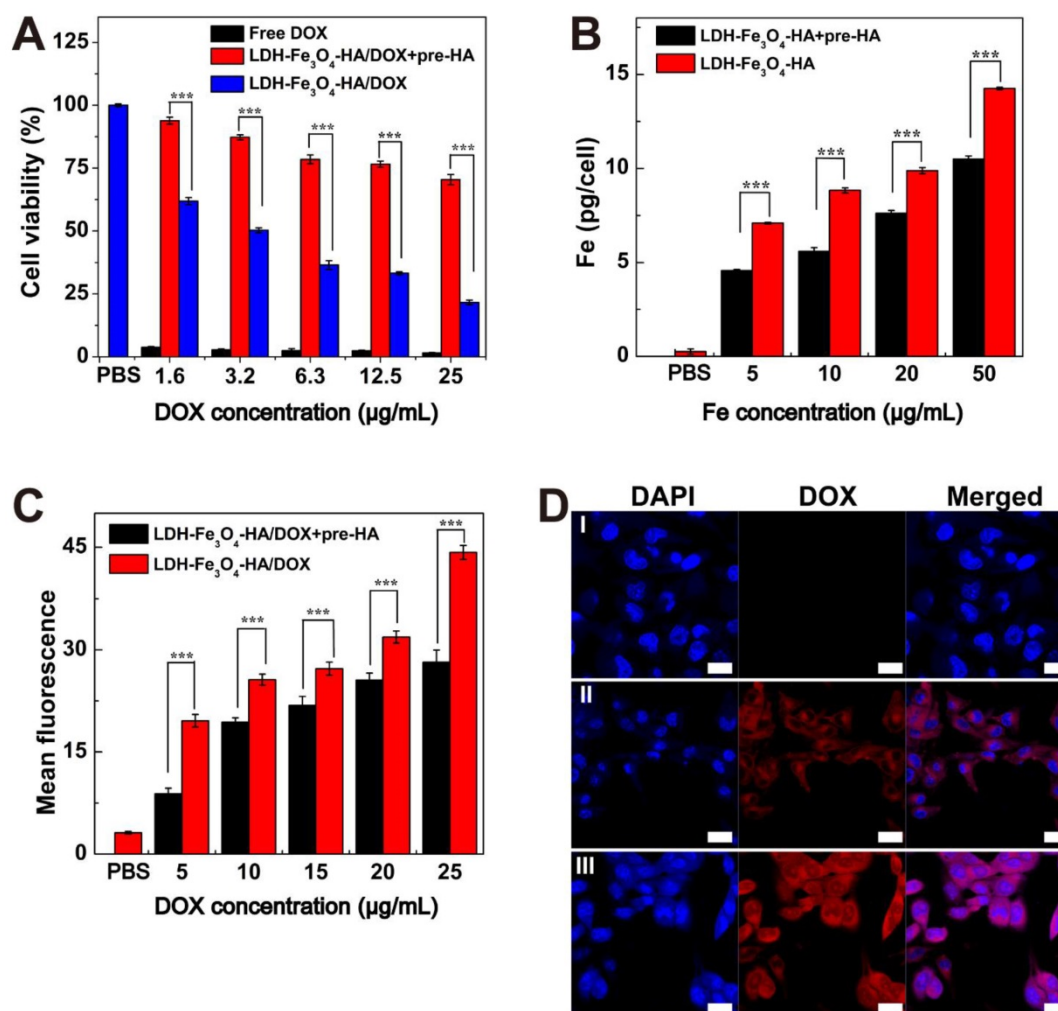 A
Cell viability (%)
125
100
75
50
25
0
Free DOX
LDH-Fe₃O₄-HA/DOX+pre-HA
LDH-Fe₃O₄-HA/DOX
*** *** *** *** ***
PBS 1.6 3.2 6.3 12.5 25
DOX concentration (μg/mL)
B
Fe (pg/cell)
15
10
5
0
LDH-Fe₃O₄-HA+pre-HA
LDH-Fe₃O₄-HA
*** *** *** ***
PBS 5 10 20 50
Fe concentration (μg/mL)
C
Mean fluorescence
45
30
15
0
LDH-Fe₃O₄-HA/DOX+pre-HA
LDH-Fe₃O₄-HA/DOX
*** *** *** *** ***
PBS 5 10 15 20 25
DOX concentration (μg/mL)
D
DAPI DOX Merged
I
II
III